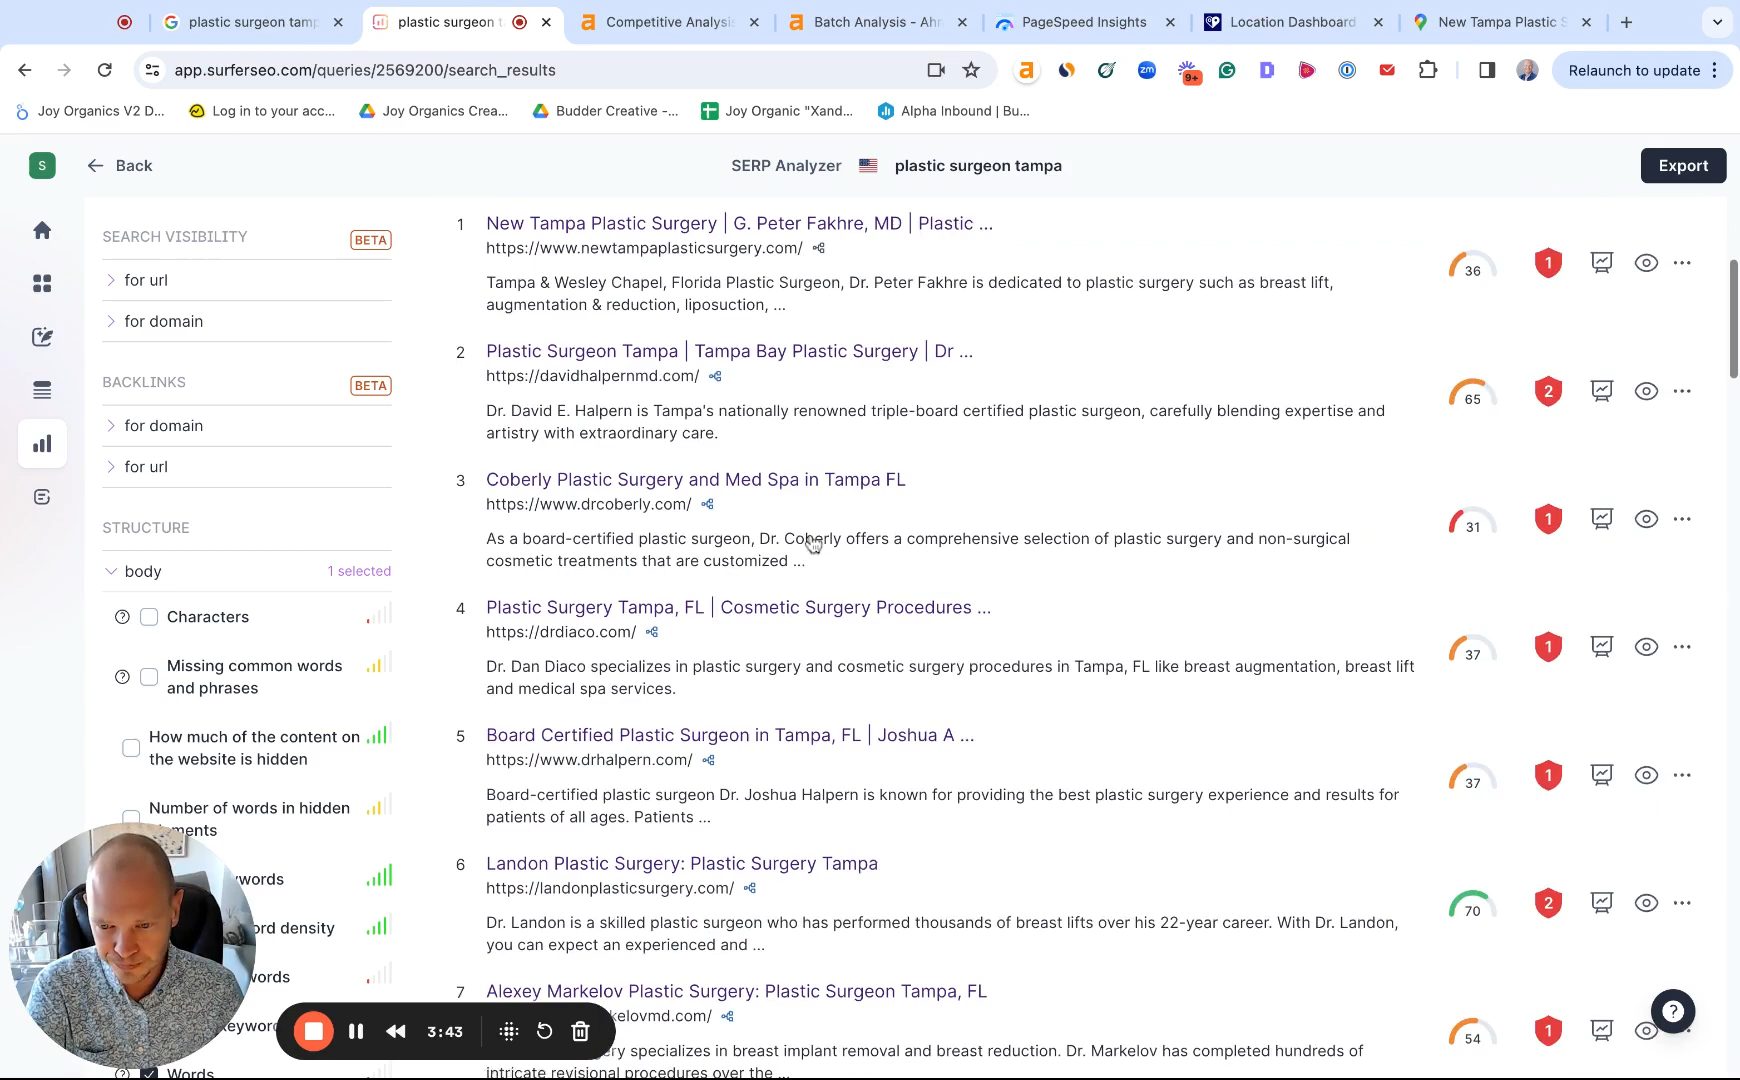 plastic surgeon tamp
plastic surgeon t
Competitive Analysis
Batch Analysis - Ahr
PageSpeed Insights
Location Dashboard
New Tampa Plastic S
app.surferseo.com/queries/2569200/search_results
a
zm
9+
D
Relaunch to update
Joy Organics V2 D...
Log in to your acc...
Joy Organics Crea...
Budder Creative -...
Joy Organic "Xand...
Alpha Inbound | Bu...
S
Back
SERP Analyzer
plastic surgeon tampa
Export
SEARCH VISIBILITY
BETA
for url
for domain
BACKLINKS
BETA
for domain
for url
STRUCTURE
body
1 selected
Characters
Missing common words
and phrases
How much of the content on
the website is hidden
Number of words in hidden
ements
words
ord density
words
eyword
Words
1
New Tampa Plastic Surgery | G. Peter Fakhre, MD | Plastic ...
https://www.newtampaplasticsurgery.com/
Tampa & Wesley Chapel, Florida Plastic Surgeon, Dr. Peter Fakhre is dedicated to plastic surgery such as breast lift,
augmentation & reduction, liposuction, ...
36
1
2
Plastic Surgeon Tampa | Tampa Bay Plastic Surgery | Dr ...
https://davidhalpernmd.com/
Dr. David E. Halpern is Tampa's nationally renowned triple-board certified plastic surgeon, carefully blending expertise and
artistry with extraordinary care.
65
2
3
Coberly Plastic Surgery and Med Spa in Tampa FL
https://www.drcoberly.com/
As a board-certified plastic surgeon, Dr. Coberly offers a comprehensive selection of plastic surgery and non-surgical
cosmetic treatments that are customized ...
31
1
4
Plastic Surgery Tampa, FL | Cosmetic Surgery Procedures ...
https://drdiaco.com/
Dr. Dan Diaco specializes in plastic surgery and cosmetic surgery procedures in Tampa, FL like breast augmentation, breast lift
and medical spa services.
37
1
5
Board Certified Plastic Surgeon in Tampa, FL | Joshua A ...
https://www.drhalpern.com/
Board-certified plastic surgeon Dr. Joshua Halpern is known for providing the best plastic surgery experience and results for
patients of all ages. Patients ...
37
1
6
Landon Plastic Surgery: Plastic Surgery Tampa
https://landonplasticsurgery.com/
Dr. Landon is a skilled plastic surgeon who has performed thousands of breast lifts over his 22-year career. With Dr. Landon,
you can expect an experienced and ...
70
2
7
Alexey Markelov Plastic Surgery: Plastic Surgeon Tampa, FL
kelovmd.com/
ery specializes in breast implant removal and breast reduction. Dr. Markelov has completed hundreds of
intricate revisional procedures over the ...
54
1
3:43
?